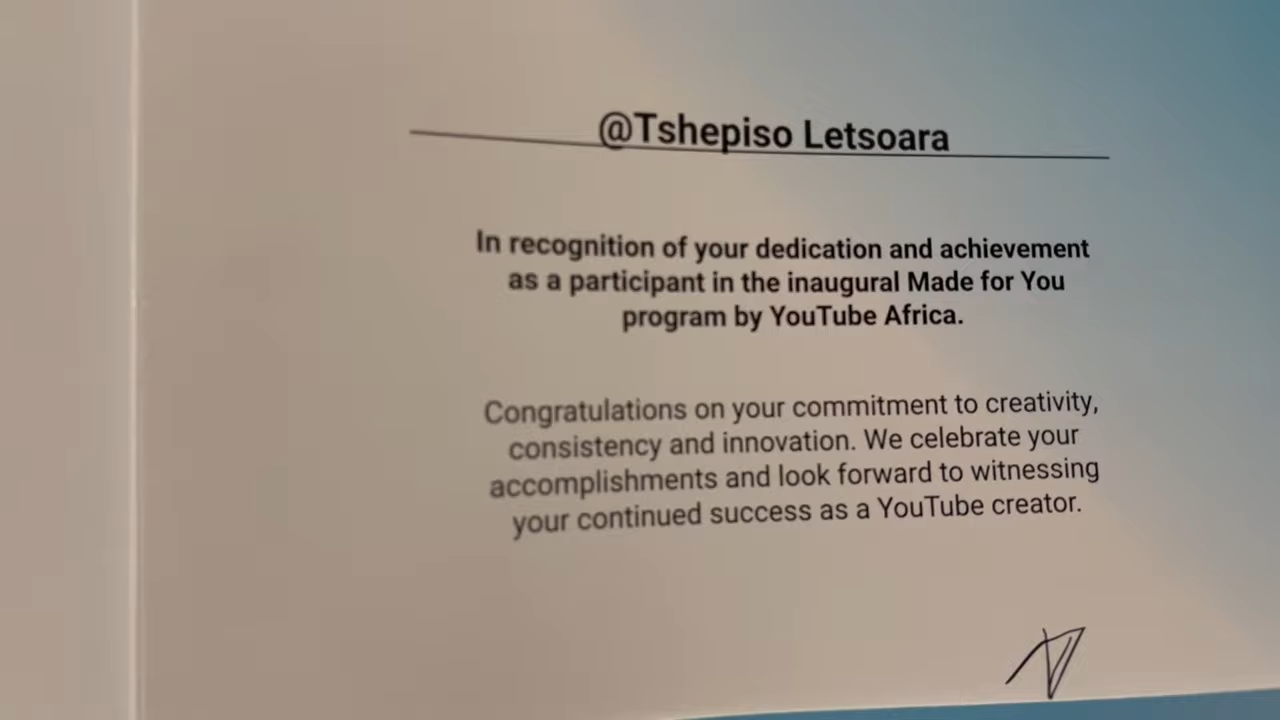 @Tshepiso Letsoara
In recognition of your dedication and achievement
as a participant in the inaugural Made for You
program by YouTube Africa.
Congratulations on your commitment to creativity,
consistency and innovation. We celebrate your
accomplishments and look forward to witnessing
your continued success as a YouTube creator.